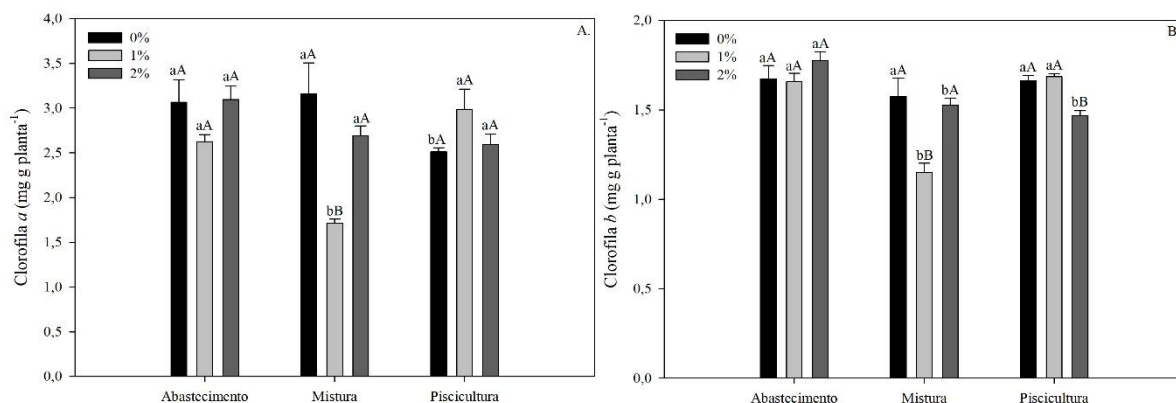 A.
0%
1%
2%
Clorofila a (mg g planta-1)
4,0
3,5
3,0
2,5
2,0
1,5
1,0
0,5
0,0
aA
aA
aA
aA
bB
aA
bA
aA
aA
Abastecimento Mistura Piscicultura
B
0%
1%
2%
Clorofila b (mg g planta-1)
2,0
1,5
1,0
0,5
0,0
aA
aA
aA
aA
bB
bA
aA
aA
bB
Abastecimento Mistura Piscicultura